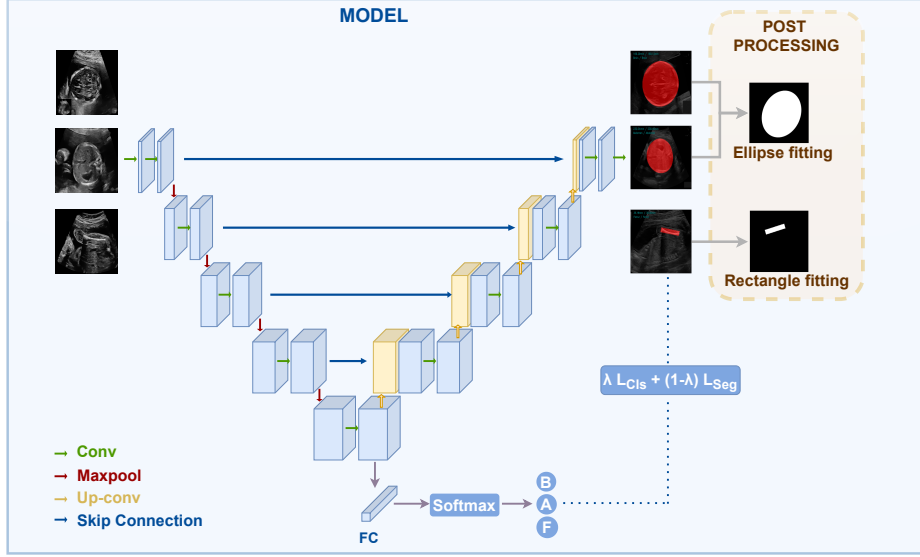 MODEL
POST
PROCESSING
Ellipse fitting
Rectangle fitting
λ L_Cls + (1-λ) L_Seg
Conv
Maxpool
Up-conv
Skip Connection
FC
Softmax
B
A
F